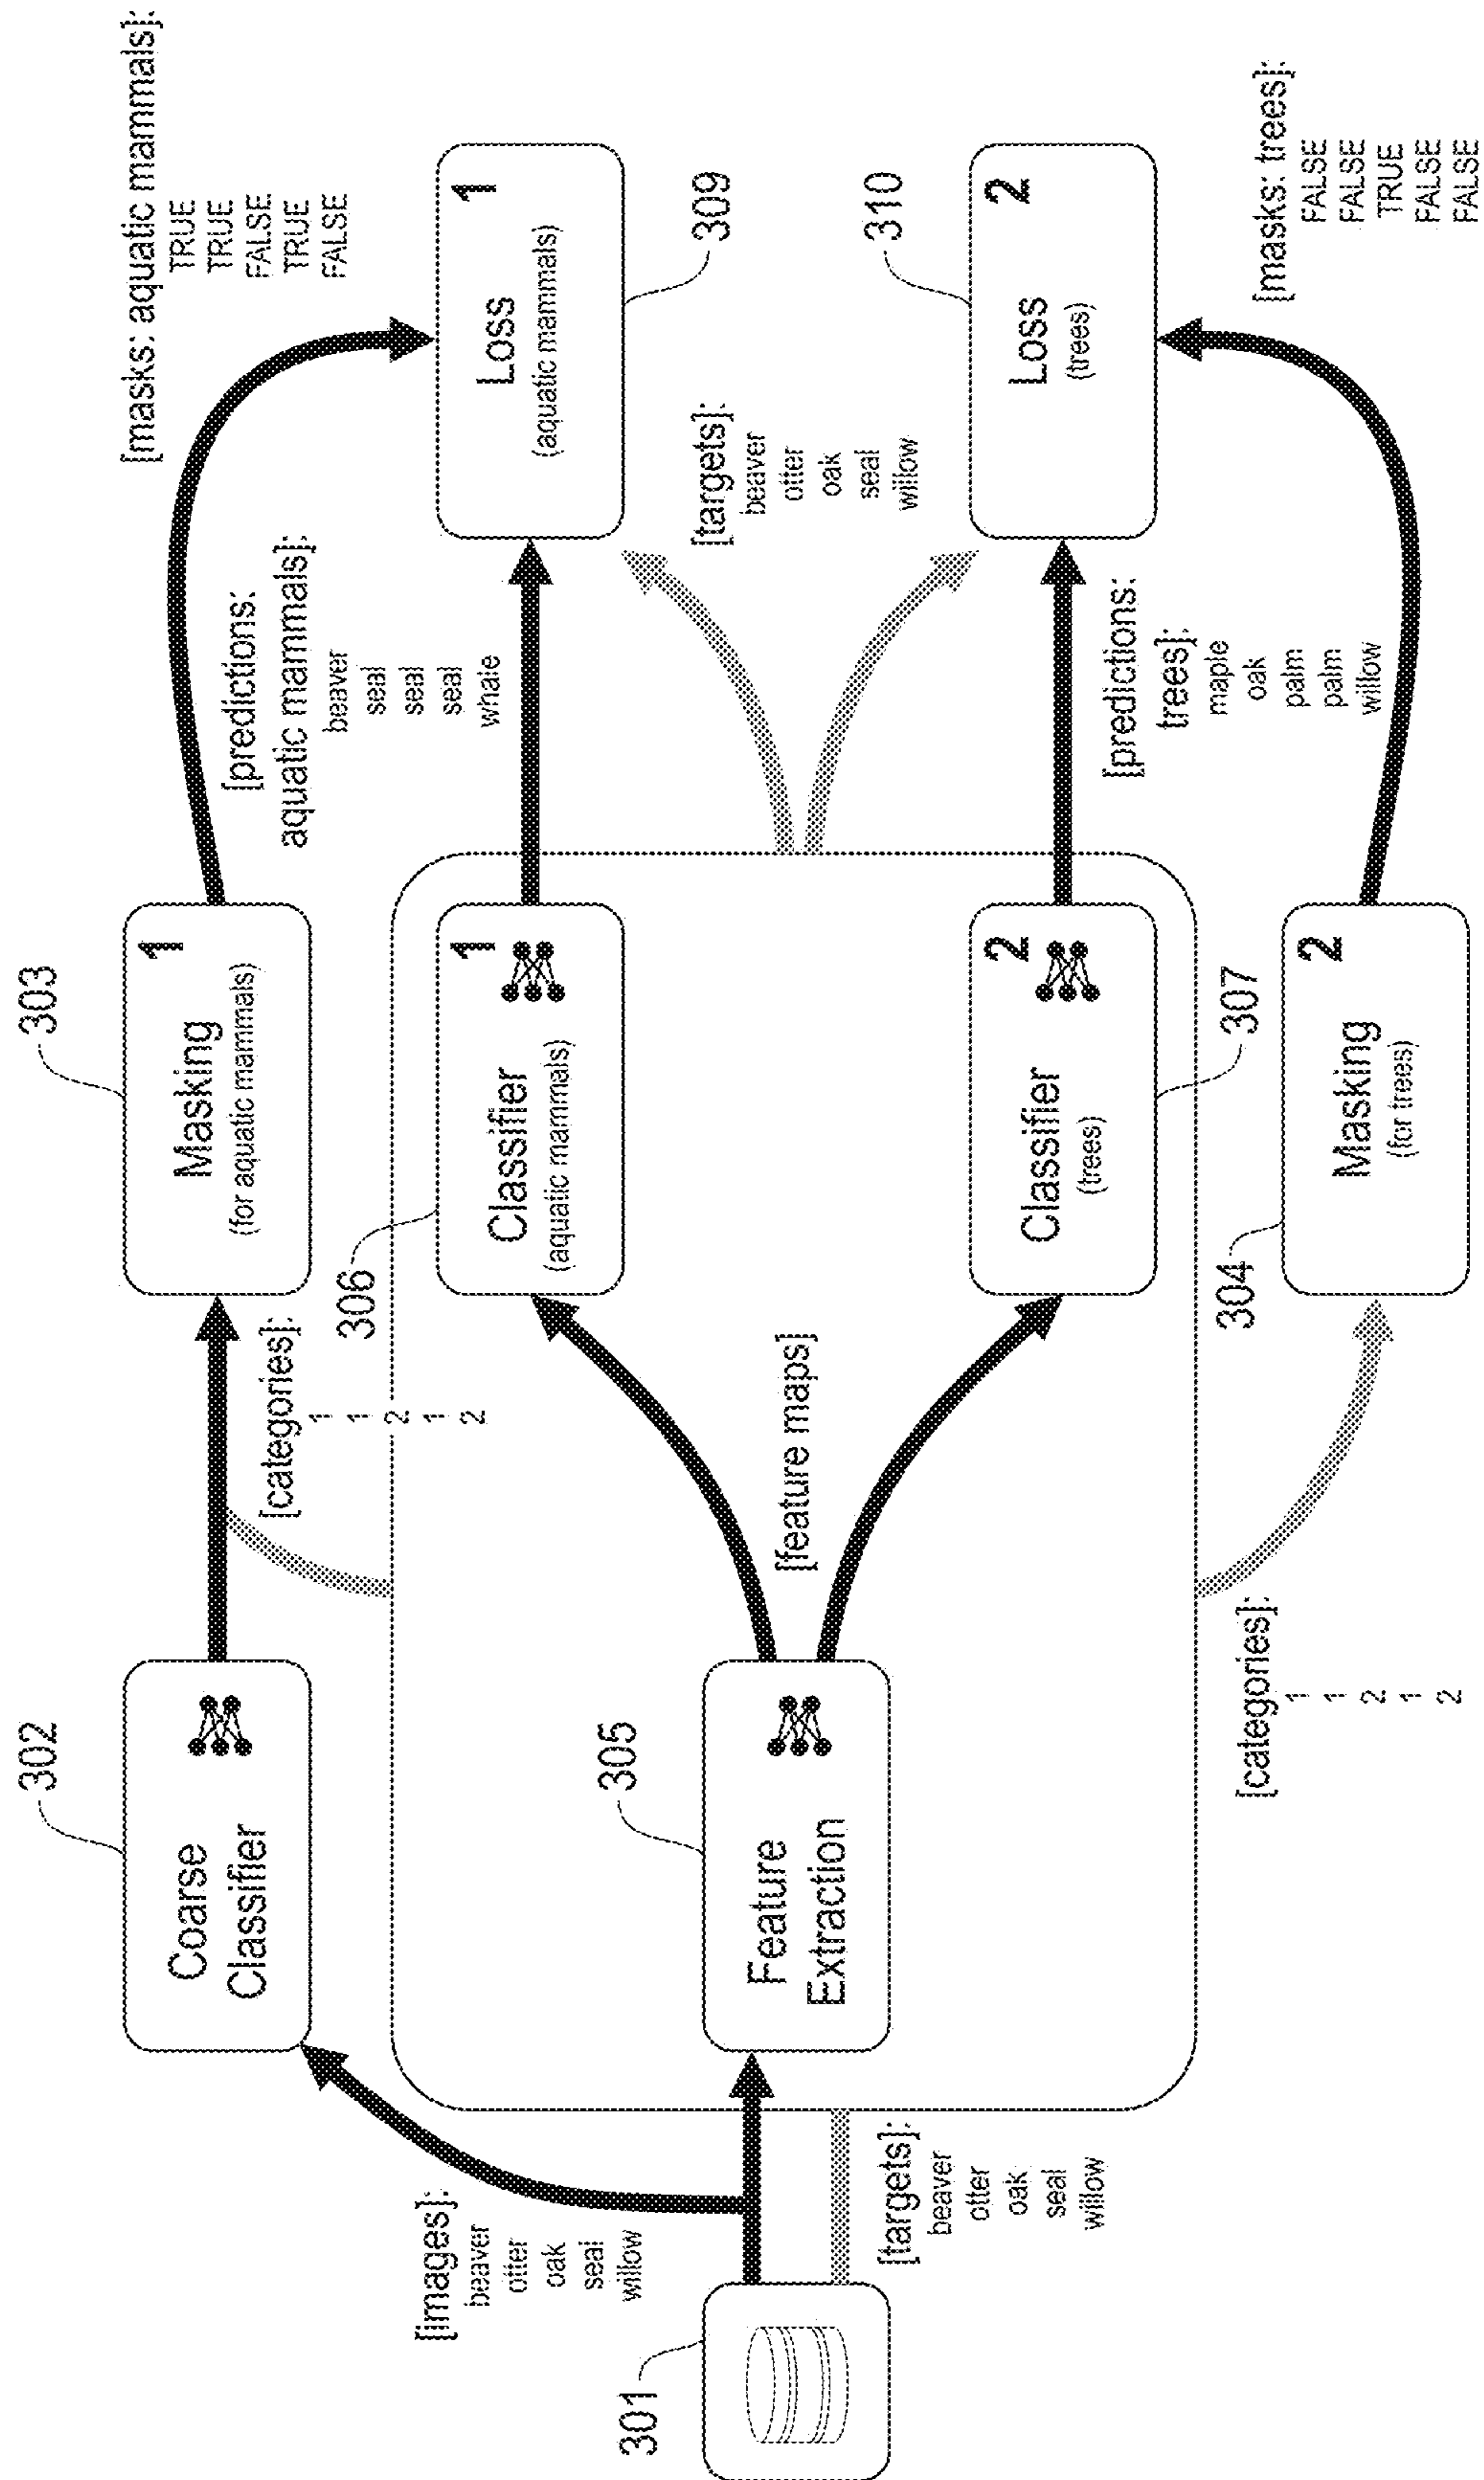 301
[images]:
beaver
otter
oak
seal
willow
[targets]:
beaver
otter
oak
seal
willow
302
Coarse
Classifier
305
Feature
Extraction
[categories]:
1
1
2
1
2
[feature maps]
[categories]:
1
1
2
1
2
303
1
Masking
(for aquatic mammals)
306
1
Classifier
(aquatic mammals)
2
Classifier
(trees)
307
304
2
Masking
(for trees)
[predictions:
aquatic mammals]:
beaver
seal
seal
seal
whale
[predictions:
trees]:
maple
oak
palm
palm
willow
[masks: aquatic mammals]:
TRUE
TRUE
FALSE
TRUE
FALSE
1
Loss
(aquatic mammals)
309
[targets]:
beaver
otter
oak
seal
willow
310
2
Loss
(trees)
[masks: trees]:
FALSE
FALSE
TRUE
FALSE
FALSE